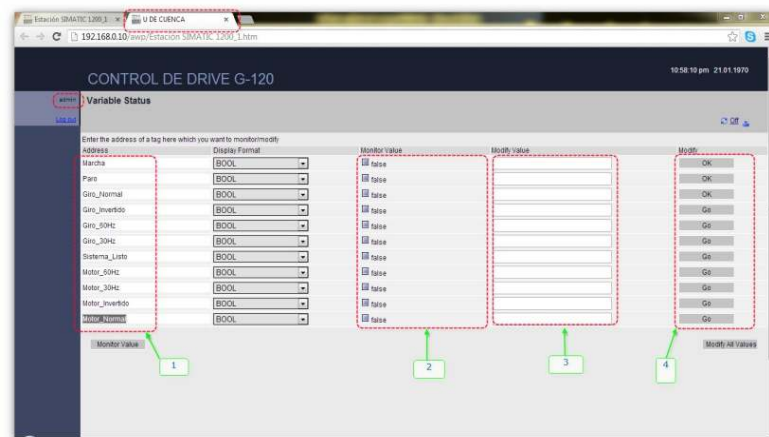 Estación SIMATIC 1200_1 × U DE CUENCA ×
192.168.0.10/awp/Estación SIMATIC 1200_1.htm
10:58:10 pm 21.01.1970
CONTROL DE DRIVE G-120
admin Variable Status
Log out Off
Enter the address of a tag here which you want to monitor/modify
Address Display Format Monitor Value Modify Value Modify
Marcha BOOL false OK
Paro BOOL false OK
Giro_Normal BOOL false OK
Giro_Invertido BOOL false Go
Giro_60Hz BOOL false Go
Giro_30Hz BOOL false Go
Sistema_Listo BOOL false Go
Motor_60Hz BOOL false Go
Motor_30Hz BOOL false Go
Motor_Invertido BOOL false Go
Motor_Normal BOOL false Go
Monitor Value Modify All Values
1 2 3 4